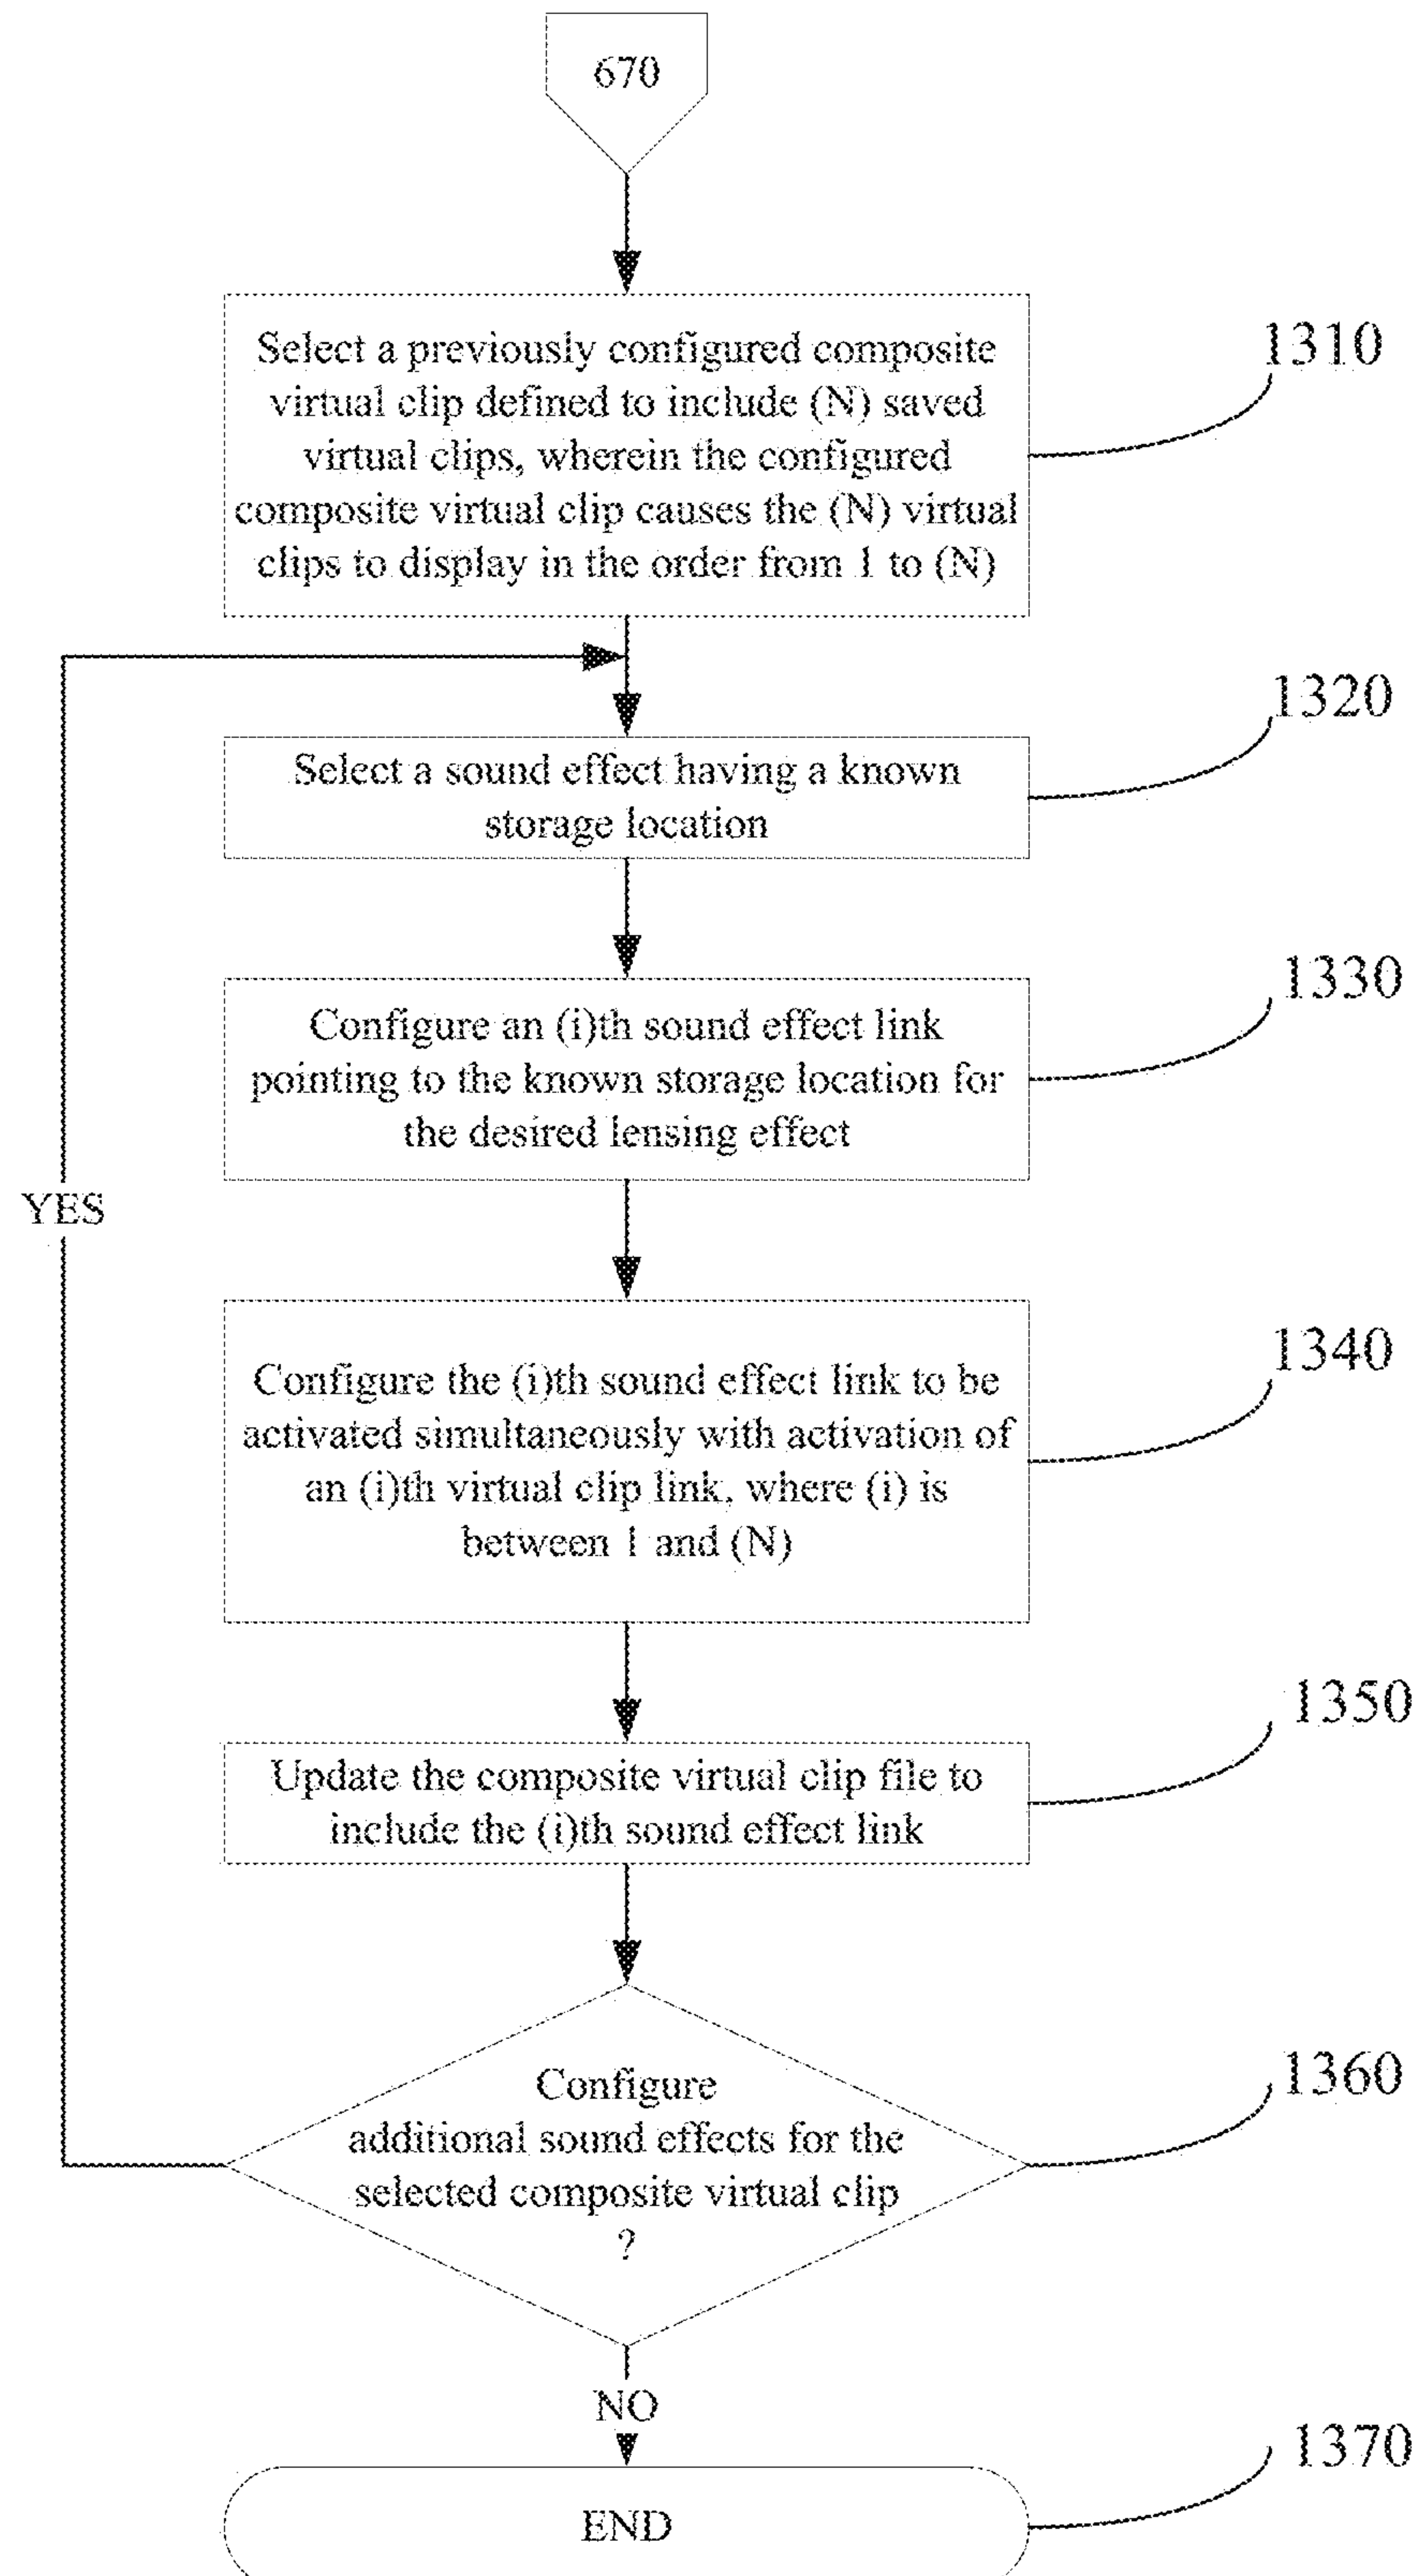 670
Select a previously configured composite
virtual clip defined to include (N) saved
virtual clips, wherein the configured
composite virtual clip causes the (N) virtual
clips to display in the order from 1 to (N)
1310
Select a sound effect having a known
storage location
1320
Configure an (i)th sound effect link
pointing to the known storage location for
the desired lensing effect
1330
YES
Configure the (i)th sound effect link to be
activated simultaneously with activation of
an (i)th virtual clip link, where (i) is
between 1 and (N)
1340
Update the composite virtual clip file to
include the (i)th sound effect link
1350
Configure
additional sound effects for the
selected composite virtual clip
?
1360
NO
END
1370